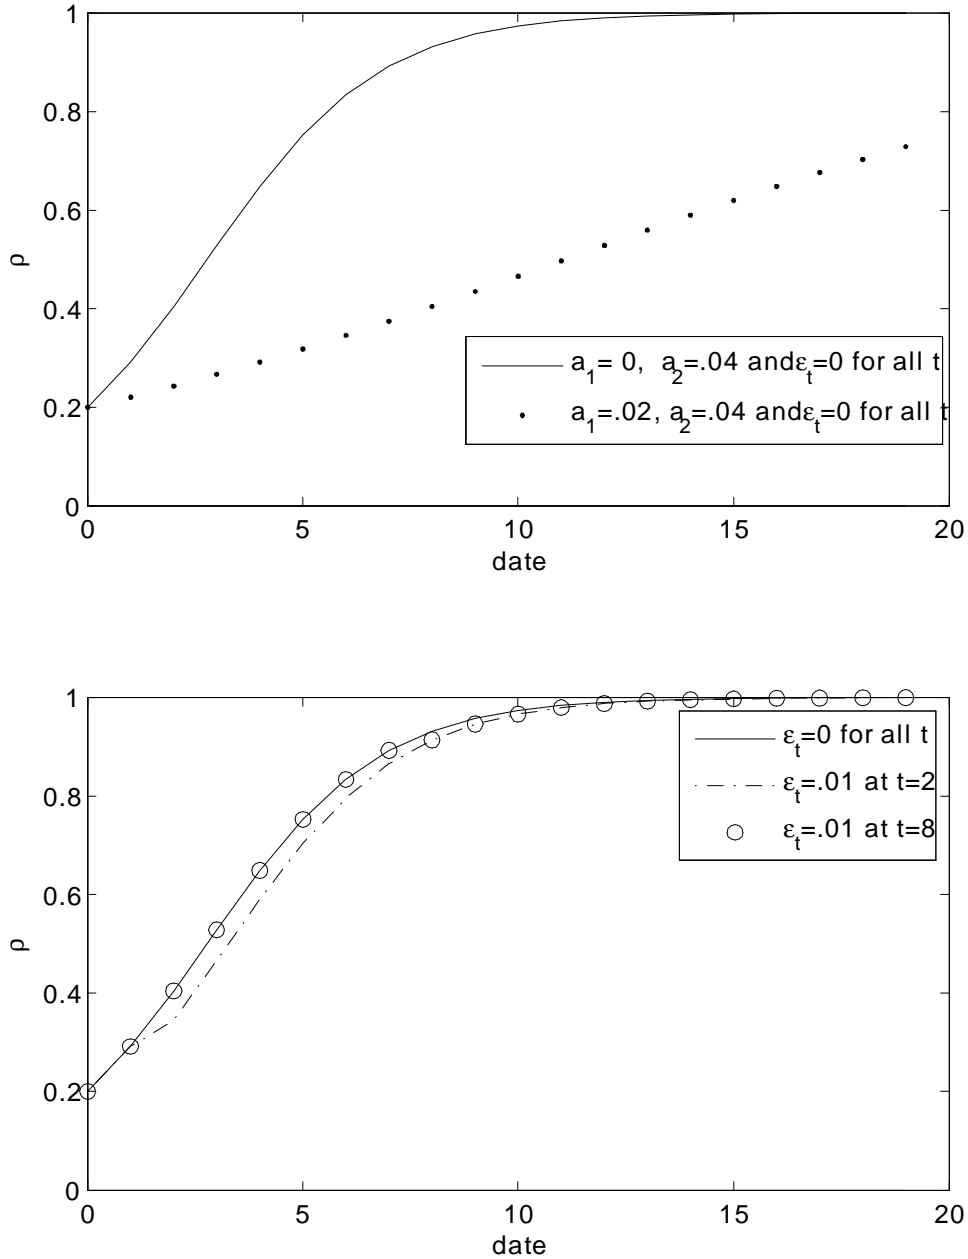 1
0.8
0.6
0.4
0.2
0
ρ
a1= 0, a2=.04 andεt=0 for all t
a1=.02, a2=.04 andεt=0 for all t
0 5 10 15 20
date
1
0.8
0.6
0.4
0.2
0
ρ
εt=0 for all t
εt=.01 at t=2
εt=.01 at t=8
0 5 10 15 20
date